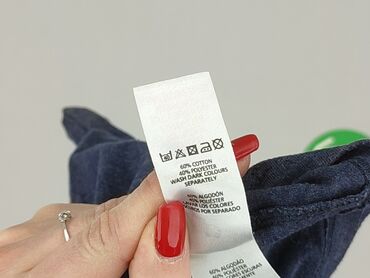 60% COTTON
40% POLYESTER
WASH DARK COLOURS
SEPARATELY
60% ALGODÓN
40% POLIÉSTER
LAVAR LOS COLORES
POR SEPARADO
60% ALGODÃO
40% POLIÉSTER
ESCURAS